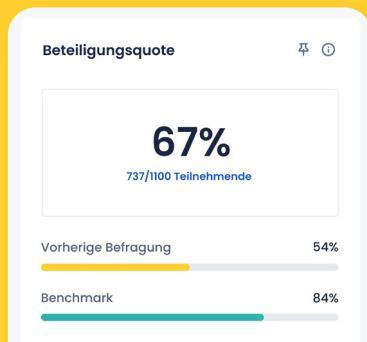 Beteiligungsquote
67%
737/1100 Teilnehmende
Vorherige Befragung 54%
Benchmark 84%